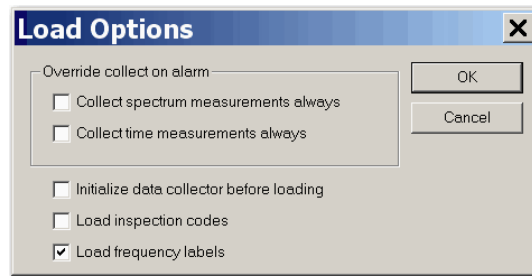 Load Options
Override collect on alarm
Collect spectrum measurements always
Collect time measurements always
Initialize data collector before loading
Load inspection codes
Load frequency labels
OK
Cancel